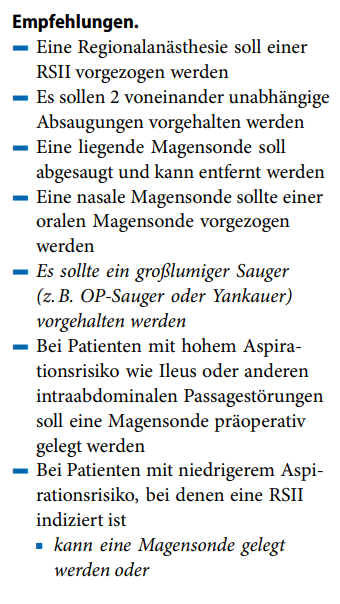 Empfehlungen.
Eine Regionalanästhesie soll einer
RSII vorgezogen werden
Es sollen 2 voneinander unabhängige
Absaugungen vorgehalten werden
Eine liegende Magensonde soll
abgesaugt und kann entfernt werden
Eine nasale Magensonde sollte einer
oralen Magensonde vorgezogen
werden
Es sollte ein großlumiger Sauger
(z. B. OP-Sauger oder Yankauer)
vorgehalten werden
Bei Patienten mit hohem Aspira-
tionsrisiko wie Ileus oder anderen
intraabdominalen Passagestörungen
soll eine Magensonde präoperativ
gelegt werden
Bei Patienten mit niedrigerem Aspi-
rationsrisiko, bei denen eine RSII
indiziert ist
kann eine Magensonde gelegt
werden oder